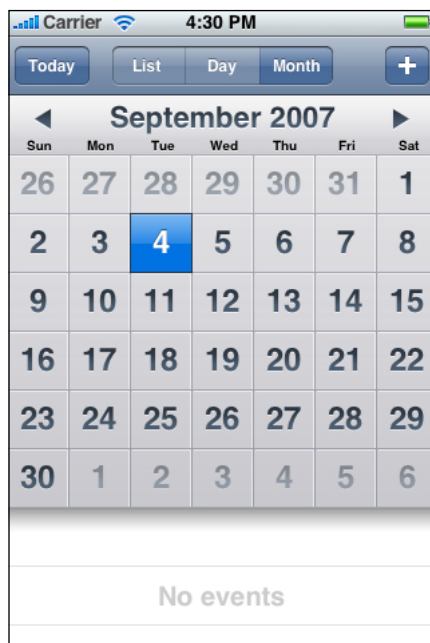 Carrier 4:30 PM
Today List Day Month +
September 2007
Sun Mon Tue Wed Thu Fri Sat
26 27 28 29 30 31 1
2 3 4 5 6 7 8
9 10 11 12 13 14 15
16 17 18 19 20 21 22
23 24 25 26 27 28 29
30 1 2 3 4 5 6
No events